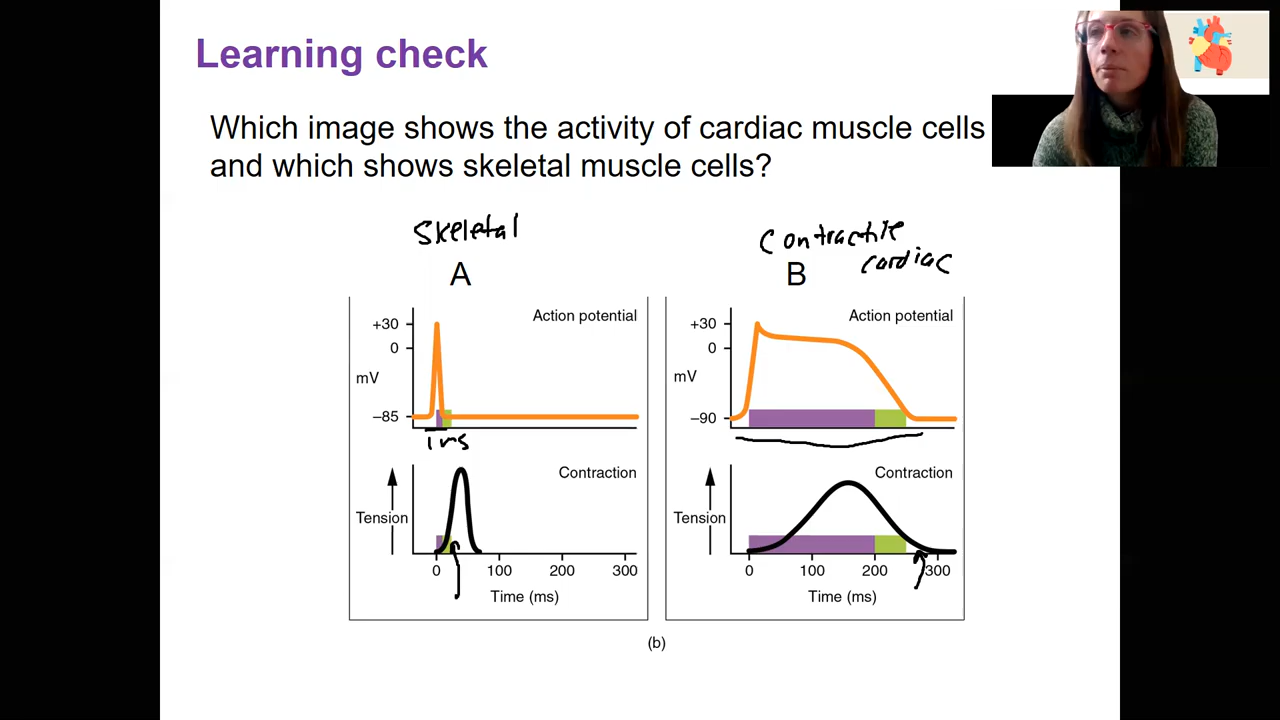 Learning check
Which image shows the activity of cardiac muscle cells
and which shows skeletal muscle cells?
Skeletal
Contractile
cardiac
A
B
Action potential
+30
0
mV
–85
1ms
Contraction
Tension
0 100 200 300
Time (ms)
Action potential
+30
0
mV
–90
Contraction
Tension
0 100 200 300
Time (ms)
(b)